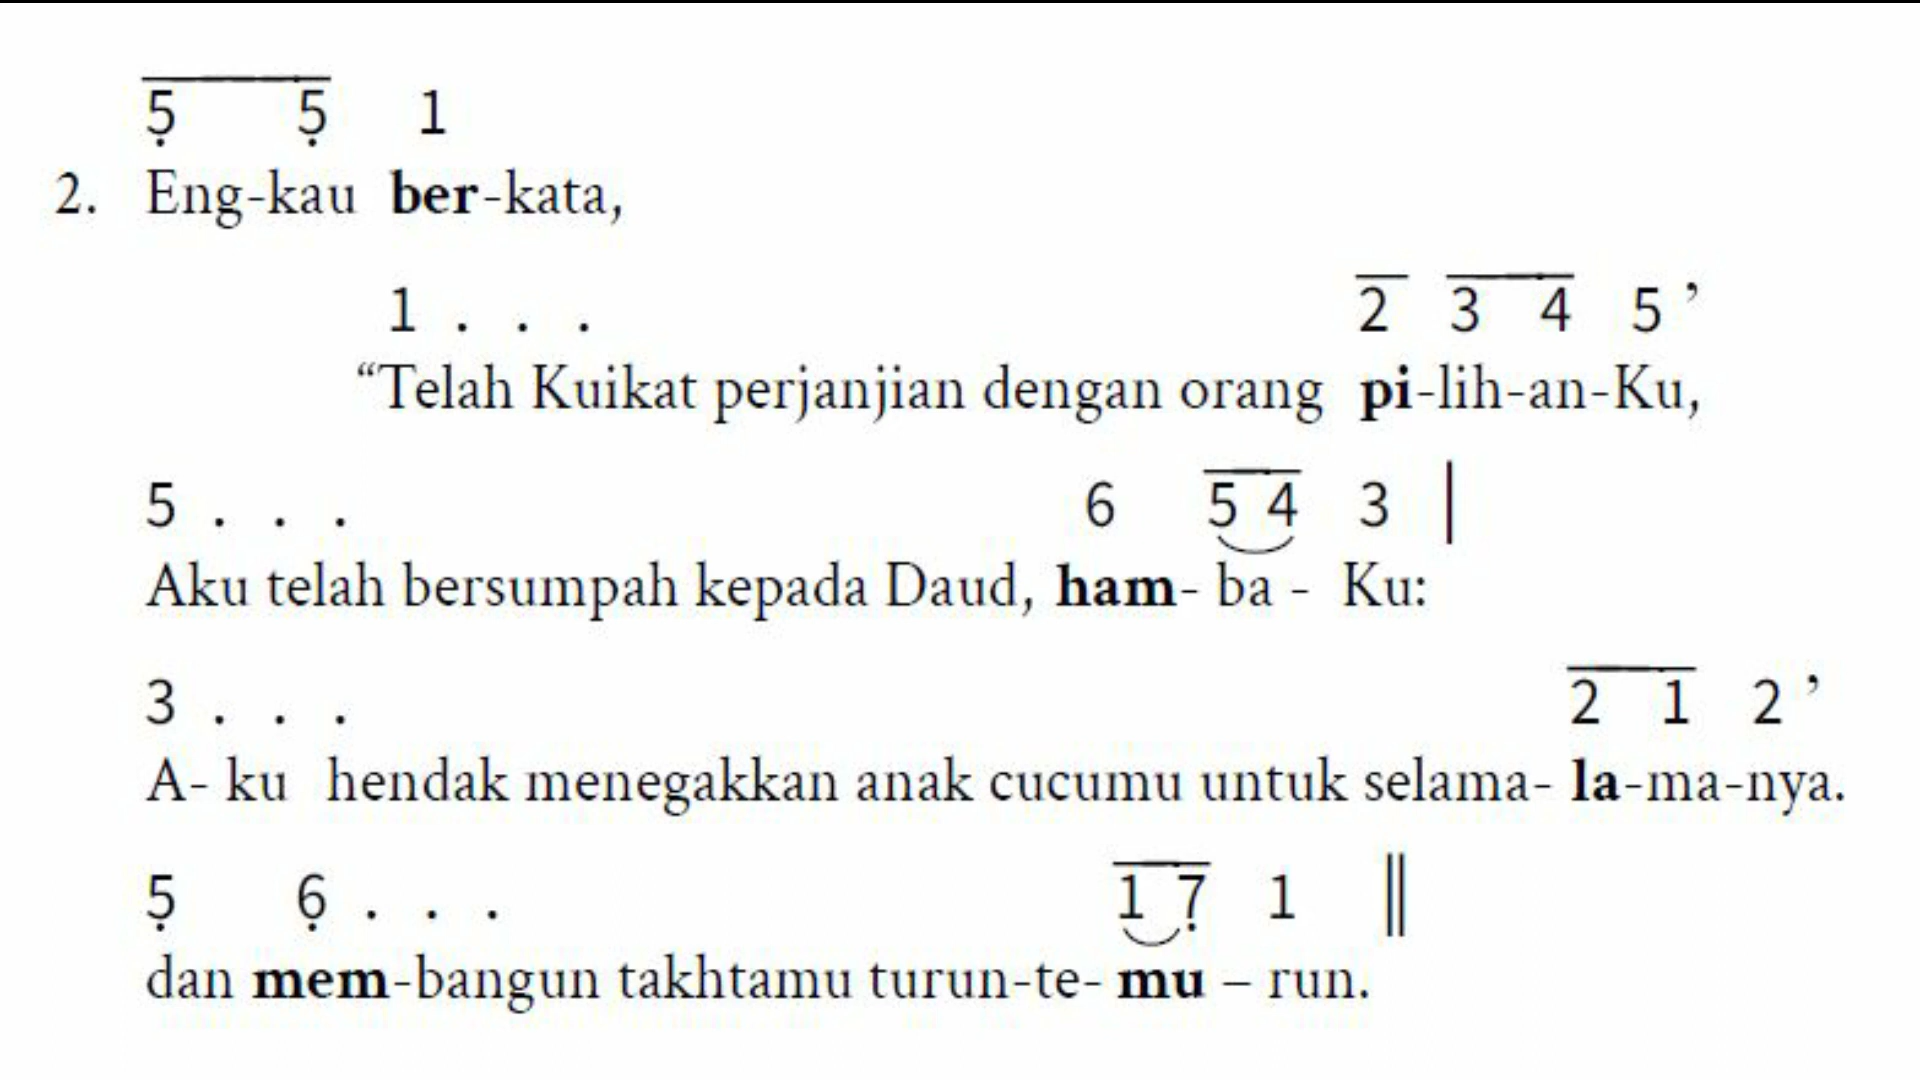 5̣ 5̣ 1
2. Eng-kau ber-kata,
1 . . . 2 3 4 5 ’
“Telah Kuikat perjanjian dengan orang pi-lih-an-Ku,
5 . . . 6 5 4 3 |
Aku telah bersumpah kepada Daud, ham- ba - Ku:
3 . . . 2 1 2 ’
A- ku hendak menegakkan anak cucumu untuk selama- la-ma-nya.
5̣ 6̣ . . . 1 7̣ 1 ||
dan mem-bangun takhtamu turun-te- mu – run.